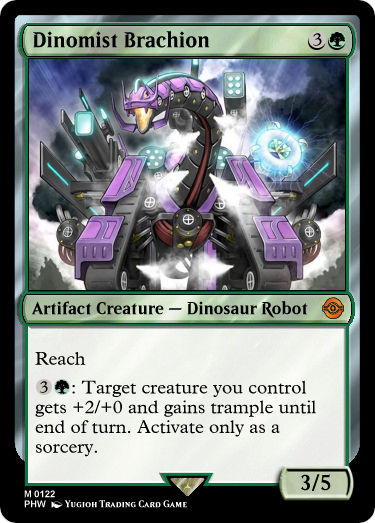 Dinomist Brachion 3
Artifact Creature — Dinosaur Robot
Reach
3 : Target creature you control
gets +2/+0 and gains trample until
end of turn. Activate only as a
sorcery.
3/5
M 0122
PHW Yugioh Trading Card Game